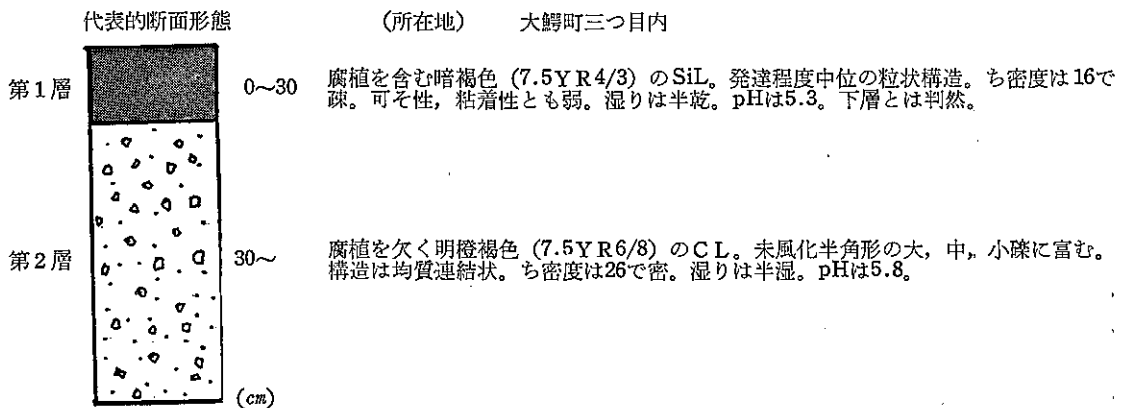 代表的断面形態 (所在地) 大鰐町三つ目内
第1層 0~30 腐植を含む暗褐色 (7.5YR4/3) のSiL。発達程度中位の粒状構造。ち密度は16で
疎。可そ性，粘着性とも弱。湿りは半乾。pHは5.3。下層とは判然。
第2層 30~ 腐植を欠く明橙褐色 (7.5YR6/8) のCL。未風化半角形の大，中，小礫に富む。
構造は均質連結状。ち密度は26で密。湿りは半湿。pHは5.8。
(cm)